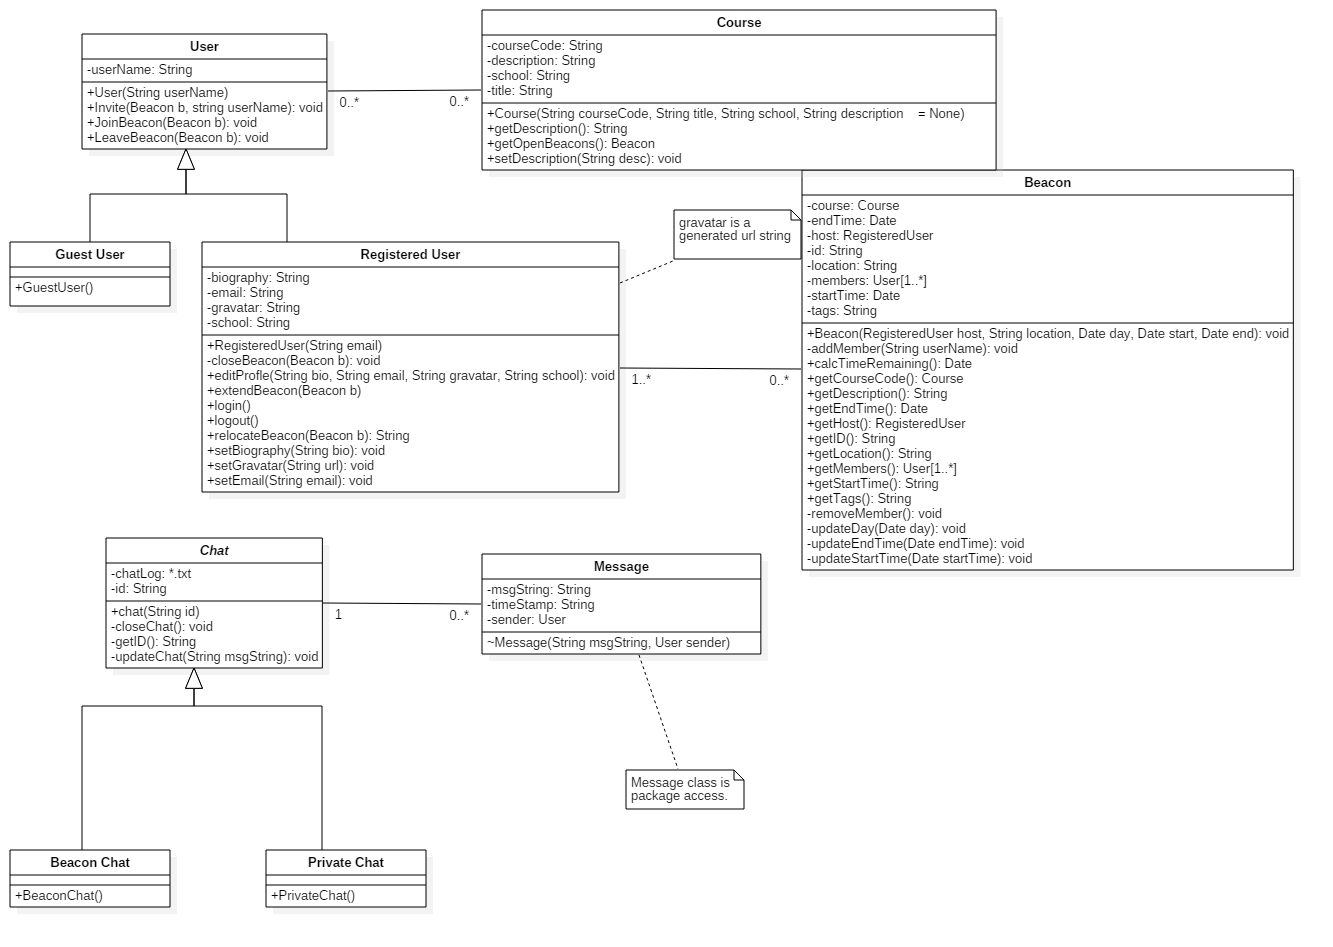 User
-userName: String
+User(String userName)
+Invite(Beacon b, string userName): void
+JoinBeacon(Beacon b): void
+LeaveBeacon(Beacon b): void
0..*
0..*
Course
-courseCode: String
-description: String
-school: String
-title: String
+Course(String courseCode, String title, String school, String description = None)
+getDescription(): String
+getOpenBeacons(): Beacon
+setDescription(String desc): void
Guest User
+GuestUser()
Registered User
-biography: String
-email: String
-gravatar: String
-school: String
+RegisteredUser(String email)
-closeBeacon(Beacon b): void
+editProfle(String bio, String email, String gravatar, String school): void
+extendBeacon(Beacon b)
+login()
+logout()
+relocateBeacon(Beacon b): String
+setBiography(String bio): void
+setGravatar(String url): void
+setEmail(String email): void
gravatar is a
generated url string
1..*
0..*
Beacon
-course: Course
-endTime: Date
-host: RegisteredUser
-id: String
-location: String
-members: User[1..*]
-startTime: Date
-tags: String
+Beacon(RegisteredUser host, String location, Date day, Date start, Date end): void
-addMember(String userName): void
+calcTimeRemaining(): Date
+getCourseCode(): Course
+getDescription(): String
+getEndTime(): Date
+getHost(): RegisteredUser
+getID(): String
+getLocation(): String
+getMembers(): User[1..*]
+getStartTime(): String
+getTags(): String
-removeMember(): void
-updateDay(Date day): void
-updateEndTime(Date endTime): void
-updateStartTime(Date startTime): void
Chat
-chatLog: *.txt
-id: String
+chat(String id)
-closeChat(): void
-getID(): String
-updateChat(String msgString): void
1
0..*
Message
-msgString: String
-timeStamp: String
-sender: User
~Message(String msgString, User sender)
Message class is
package access.
Beacon Chat
+BeaconChat()
Private Chat
+PrivateChat()